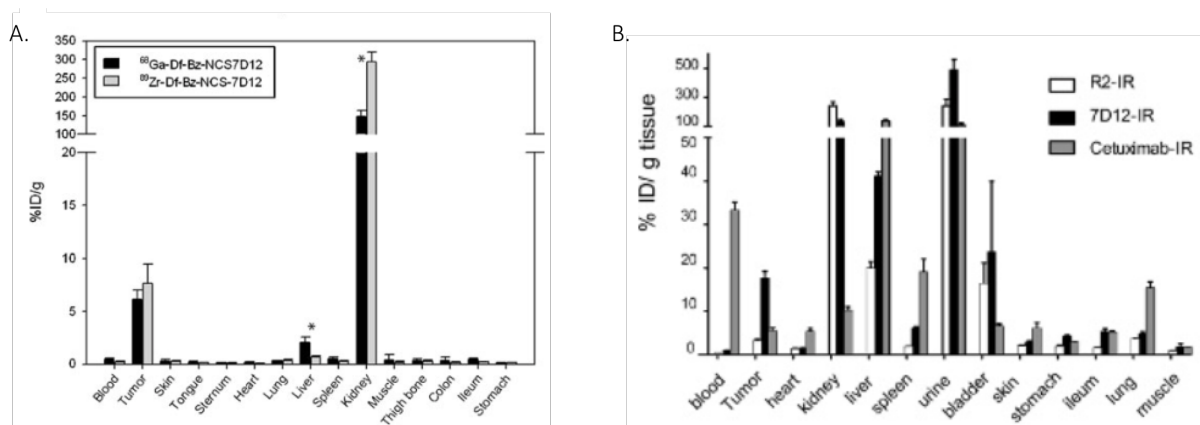 A.
350
300
250
200
150
100
20
15
10
5
0
%ID/g
⁶⁸Ga-Df-Bz-NCS7D12
⁸⁹Zr-Df-Bz-NCS-7D12
*
*
Blood
Tumor
Skin
Tongue
Sternum
Heart
Lung
Liver
Spleen
Kidney
Muscle
Thigh bone
Colon
Ileum
Stomach
B.
500
300
100
50
40
30
20
10
0
% ID/ g tissue
R2-IR
7D12-IR
Cetuximab-IR
blood
Tumor
heart
kidney
liver
spleen
urine
bladder
skin
stomach
ileum
lung
muscle